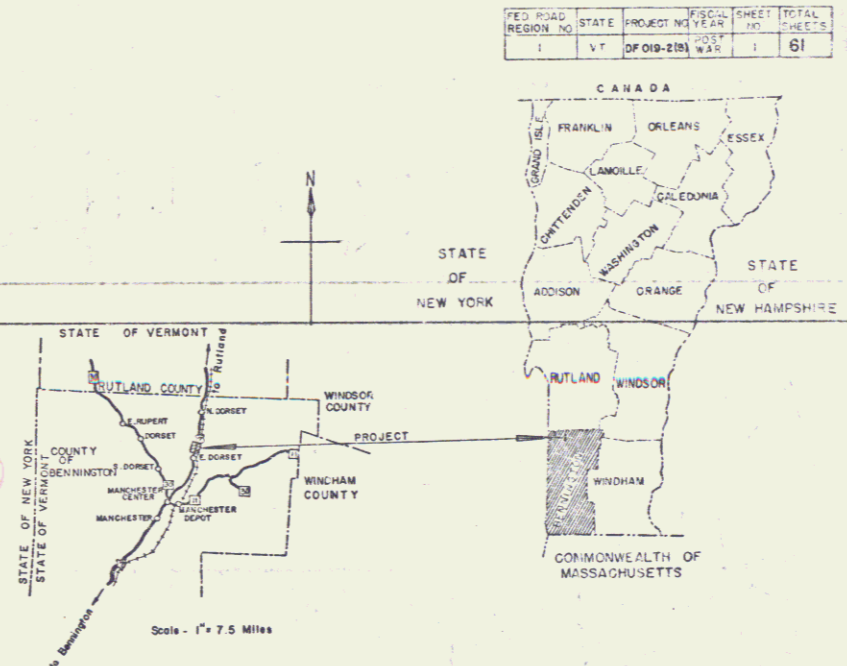 FED ROAD REGION NO | STATE | PROJECT NO | FISCAL YEAR | SHEET NO | TOTAL SHEETS
1 | VT | DF 019-2(8) | POST WAR | 1 | 61
CANADA
GRAND ISLE
FRANKLIN
ORLEANS
ESSEX
LAMOILLE
CALEDONIA
CHITTENDEN
WASHINGTON
N
STATE
OF
NEW YORK
ADDISON
ORANGE
STATE
OF
NEW HAMPSHIRE
RUTLAND
WINDSOR
BENNINGTON
WINDHAM
COMMONWEALTH OF
MASSACHUSETTS
PROJECT
STATE OF VERMONT
to Rutland
RUTLAND COUNTY
WINDSOR
COUNTY
N. DORSET
E. RUPERT
DORSET
COUNTY
OF
BENNINGTON
S. DORSET
E. DORSET
MANCHESTER
CENTER
WINDHAM
COUNTY
MANCHESTER
MANCHESTER
DEPOT
STATE OF NEW YORK
STATE OF VERMONT
Bennington
Scale - 1" = 7.5 Miles